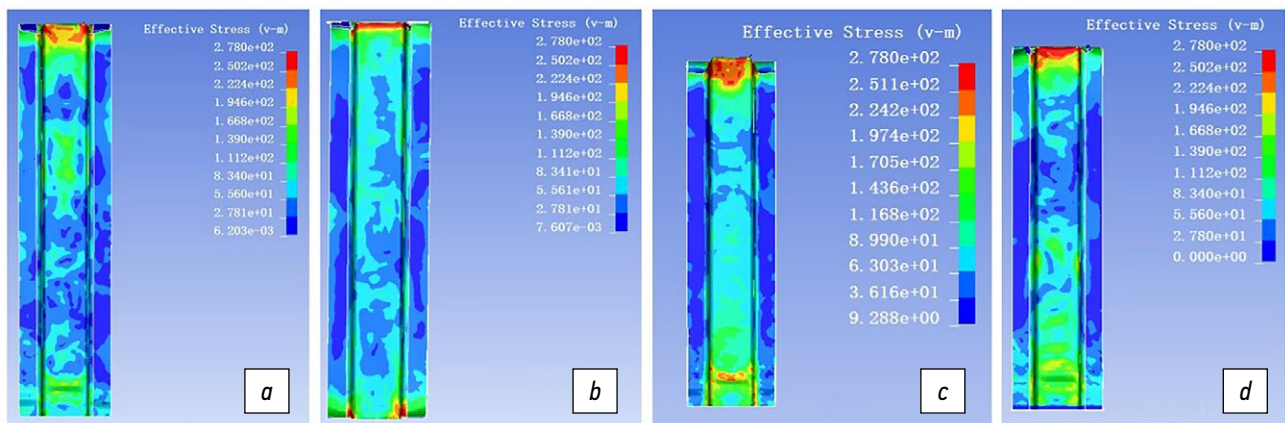 Effective Stress (v-m)
2.780e+02
2.502e+02
2.224e+02
1.946e+02
1.668e+02
1.390e+02
1.112e+02
8.340e+01
5.560e+01
2.781e+01
6.203e-03
a
Effective Stress (v-m)
2.780e+02
2.502e+02
2.224e+02
1.946e+02
1.668e+02
1.390e+02
1.112e+02
8.341e+01
5.561e+01
2.781e+01
7.607e-03
b
Effective Stress (v-m)
2.780e+02
2.511e+02
2.242e+02
1.974e+02
1.705e+02
1.436e+02
1.168e+02
8.990e+01
6.303e+01
3.616e+01
9.288e+00
c
Effective Stress (v-m)
2.780e+02
2.502e+02
2.224e+02
1.946e+02
1.668e+02
1.390e+02
1.112e+02
8.340e+01
5.560e+01
2.780e+01
0.000e+00
d